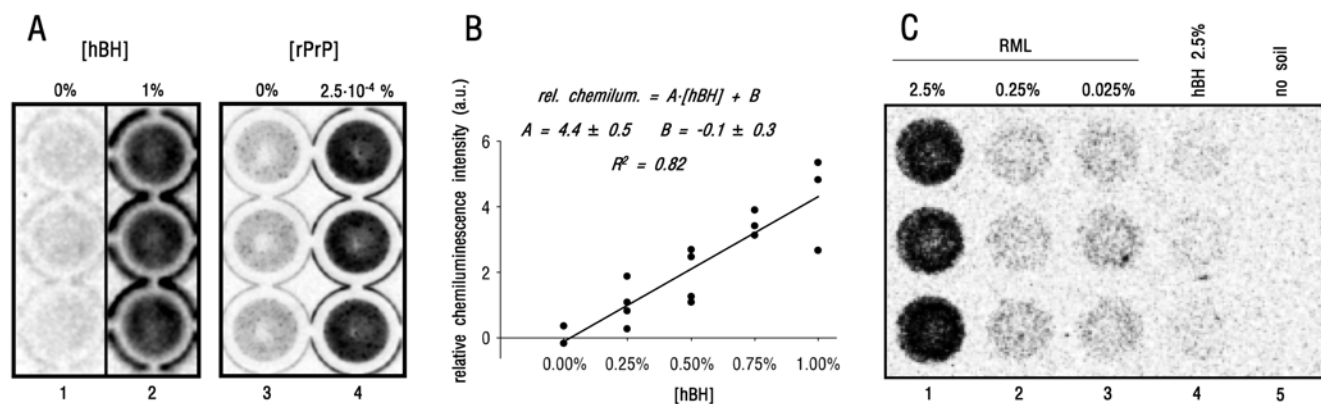 A
[hBH]
0% 1%
1 2
[rPrP]
0% 2.5·10⁻⁴ %
3 4
B
relative chemiluminescence intensity (a.u.)
rel. chemilum. = A·[hBH] + B
A = 4.4 ± 0.5 B = -0.1 ± 0.3
R² = 0.82
6
4
2
0
0.00% 0.25% 0.50% 0.75% 1.00%
[hBH]
C
RML
2.5% 0.25% 0.025% hBH 2.5% no soil
1 2 3 4 5